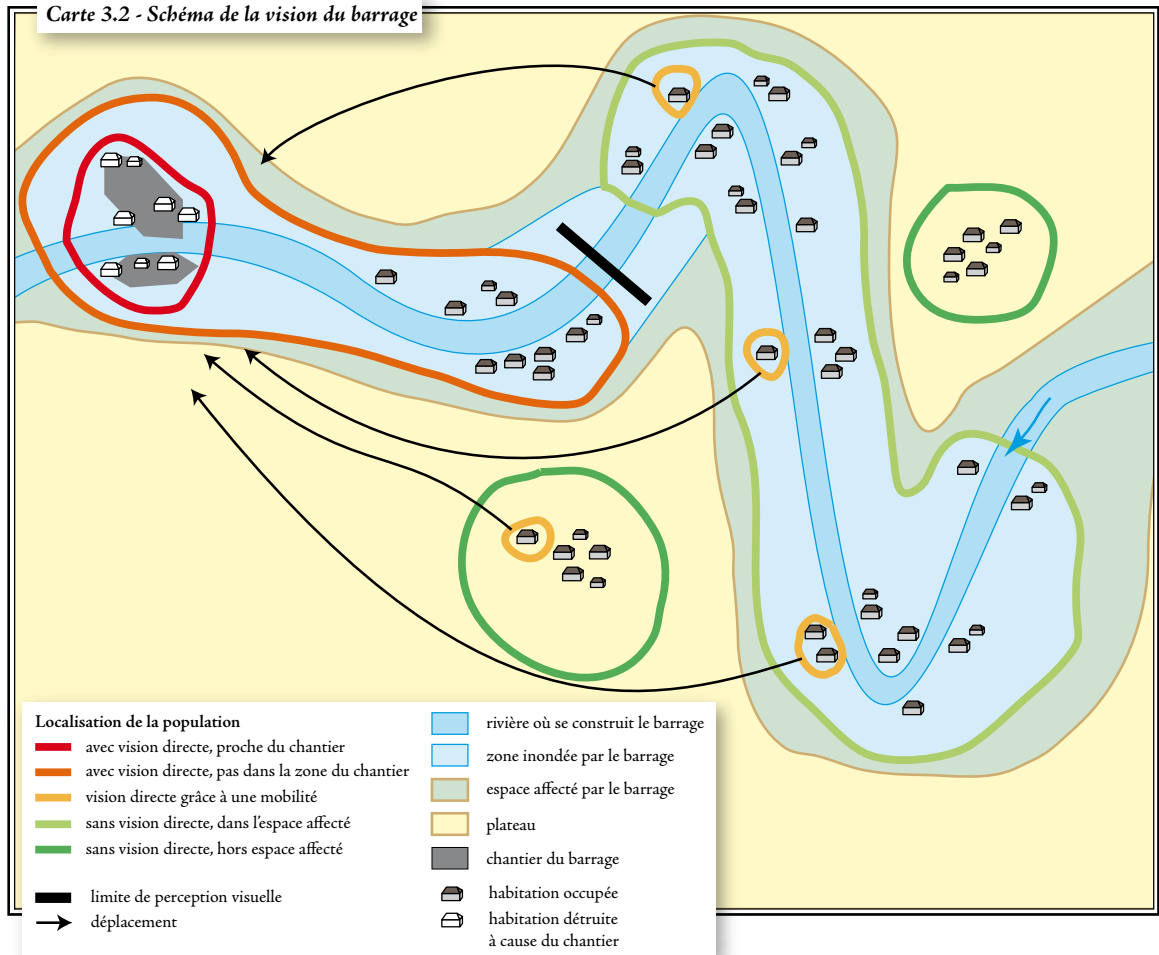 Carte 3.2 - Schéma de la vision du barrage
Localisation de la population
avec vision directe, proche du chantier
avec vision directe, pas dans la zone du chantier
vision directe grâce à une mobilité
sans vision directe, dans l'espace affecté
sans vision directe, hors espace affecté
limite de perception visuelle
déplacement
rivière où se construit le barrage
zone inondée par le barrage
espace affecté par le barrage
plateau
chantier du barrage
habitation occupée
habitation détruite
à cause du chantier